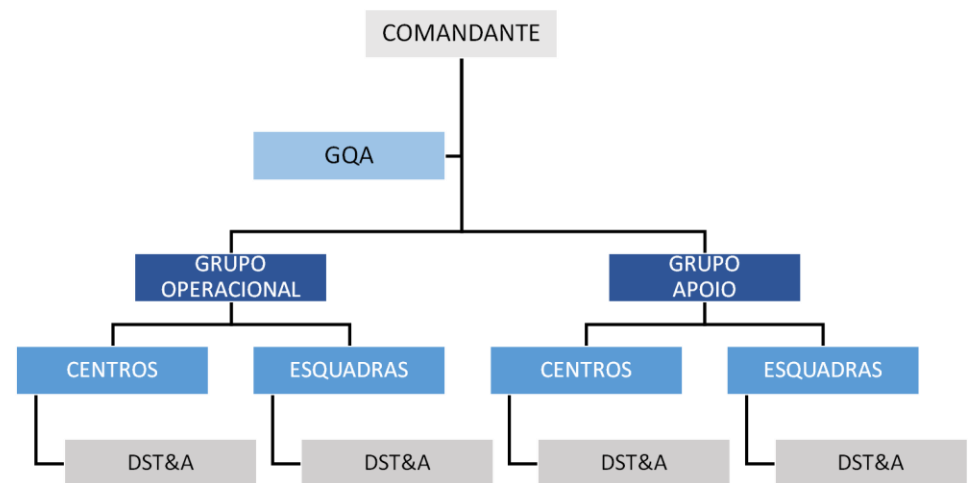 COMANDANTE
GQA
GRUPO
OPERACIONAL
GRUPO
APOIO
CENTROS
ESQUADRAS
CENTROS
ESQUADRAS
DST&A
DST&A
DST&A
DST&A